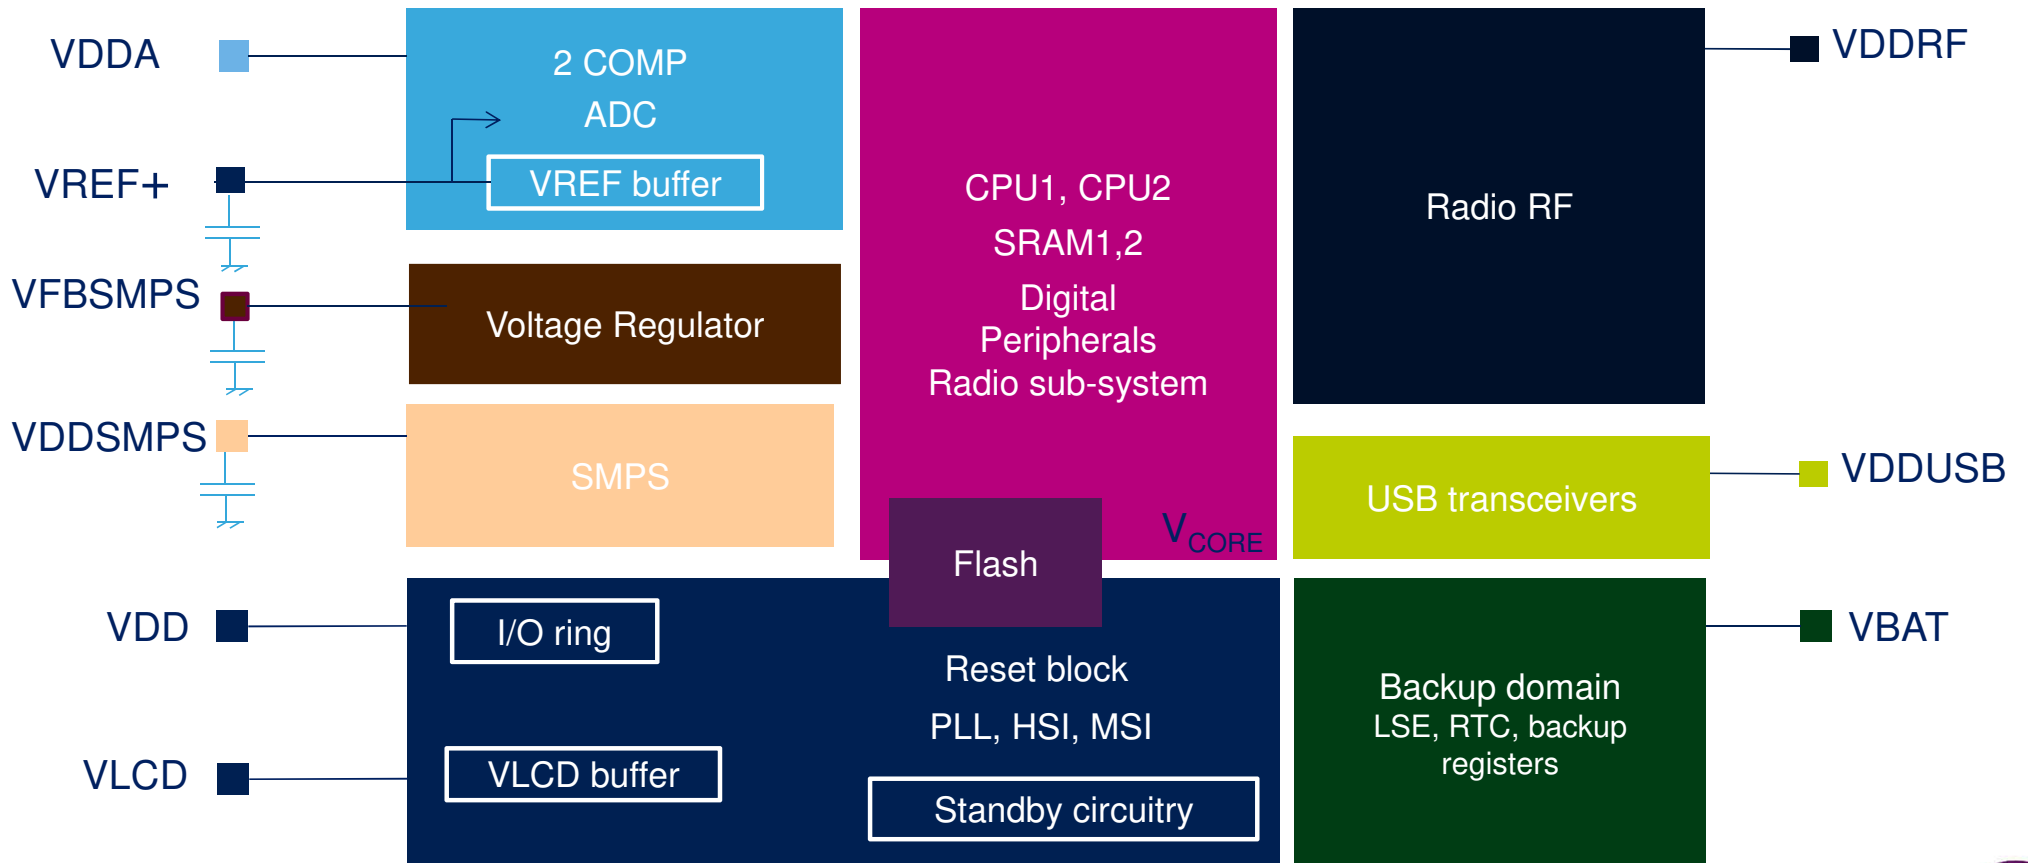 VDDA
2 COMP
ADC
VREF+
VREF buffer
VFBSMPS
Voltage Regulator
VDDSMPS
SMPS
CPU1, CPU2
SRAM1,2
Digital
Peripherals
Radio sub-system
VCORE
Flash
Radio RF
VDDRF
USB transceivers
VDDUSB
VDD
I/O ring
Reset block
PLL, HSI, MSI
VLCD
VLCD buffer
Standby circuitry
Backup domain
LSE, RTC, backup
registers
VBAT